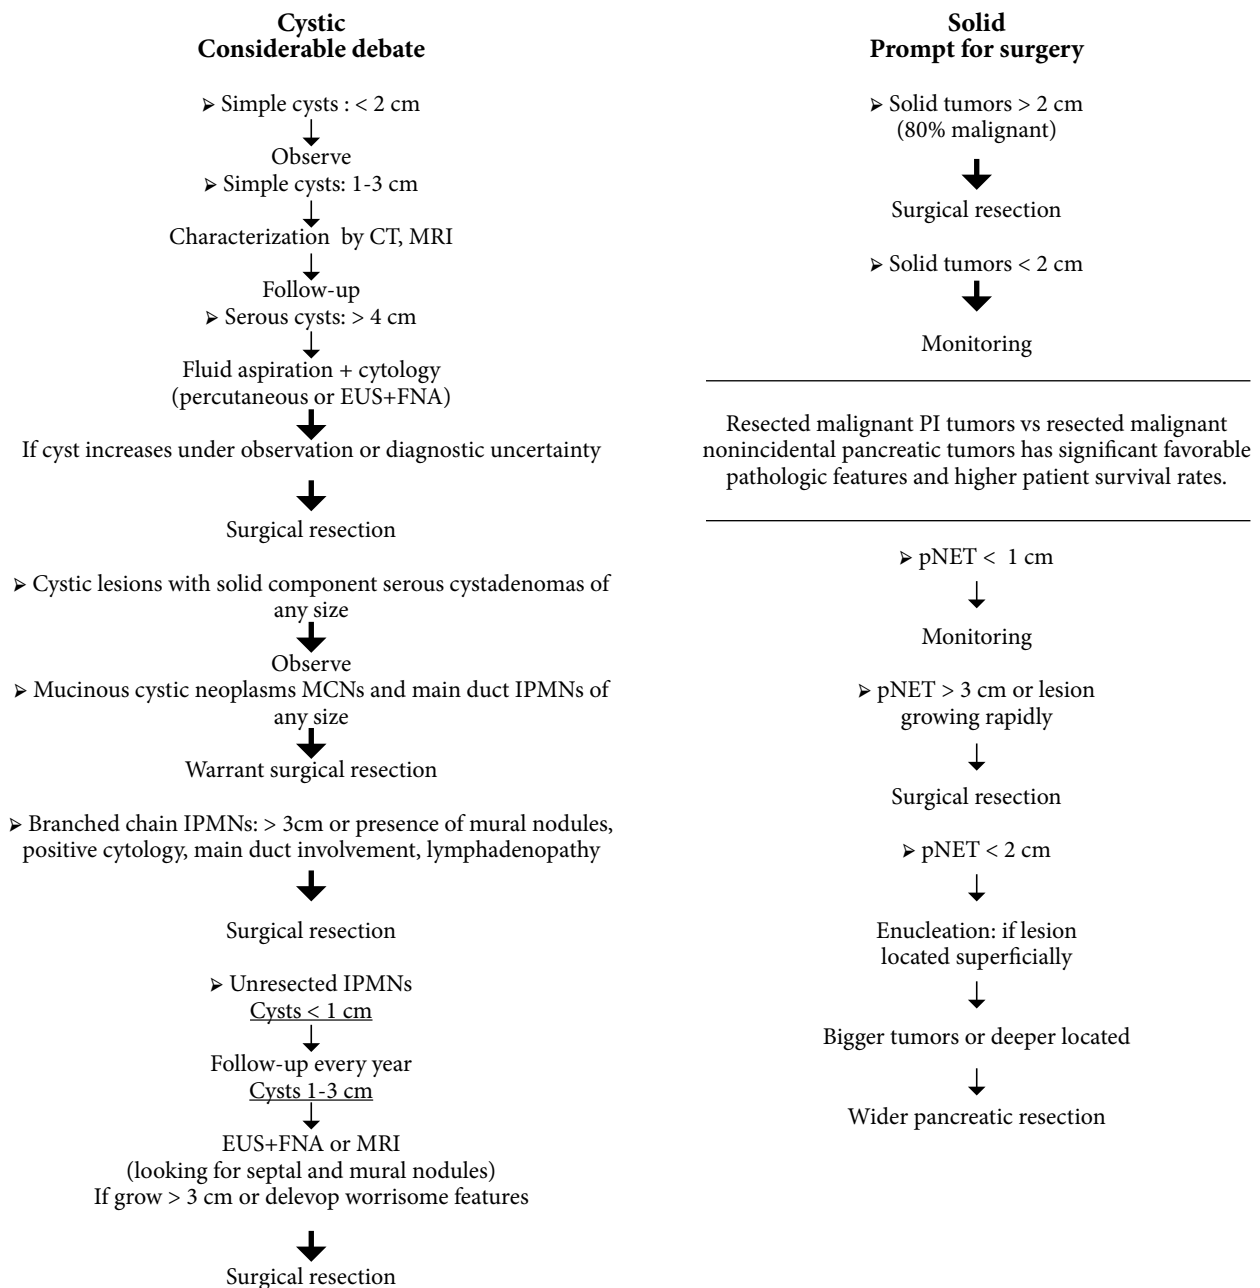 Cystic
Considerable debate
➢ Simple cysts : < 2 cm
Observe
➢ Simple cysts: 1-3 cm
Characterization by CT, MRI
Follow-up
➢ Serous cysts: > 4 cm
Fluid aspiration + cytology
(percutaneous or EUS+FNA)
If cyst increases under observation or diagnostic uncertainty
Surgical resection
➢ Cystic lesions with solid component serous cystadenomas of
any size
Observe
➢ Mucinous cystic neoplasms MCNs and main duct IPMNs of
any size
Warrant surgical resection
➢ Branched chain IPMNs: > 3cm or presence of mural nodules,
positive cytology, main duct involvement, lymphadenopathy
Surgical resection
➢ Unresected IPMNs
Cysts < 1 cm
Follow-up every year
Cysts 1-3 cm
EUS+FNA or MRI
(looking for septal and mural nodules)
If grow > 3 cm or delevop worrisome features
Surgical resection
Solid
Prompt for surgery
➢ Solid tumors > 2 cm
(80% malignant)
Surgical resection
➢ Solid tumors < 2 cm
Monitoring
Resected malignant PI tumors vs resected malignant
nonincidental pancreatic tumors has significant favorable
pathologic features and higher patient survival rates.
➢ pNET < 1 cm
Monitoring
➢ pNET > 3 cm or lesion
growing rapidly
Surgical resection
➢ pNET < 2 cm
Enucleation: if lesion
located superficially
Bigger tumors or deeper located
Wider pancreatic resection